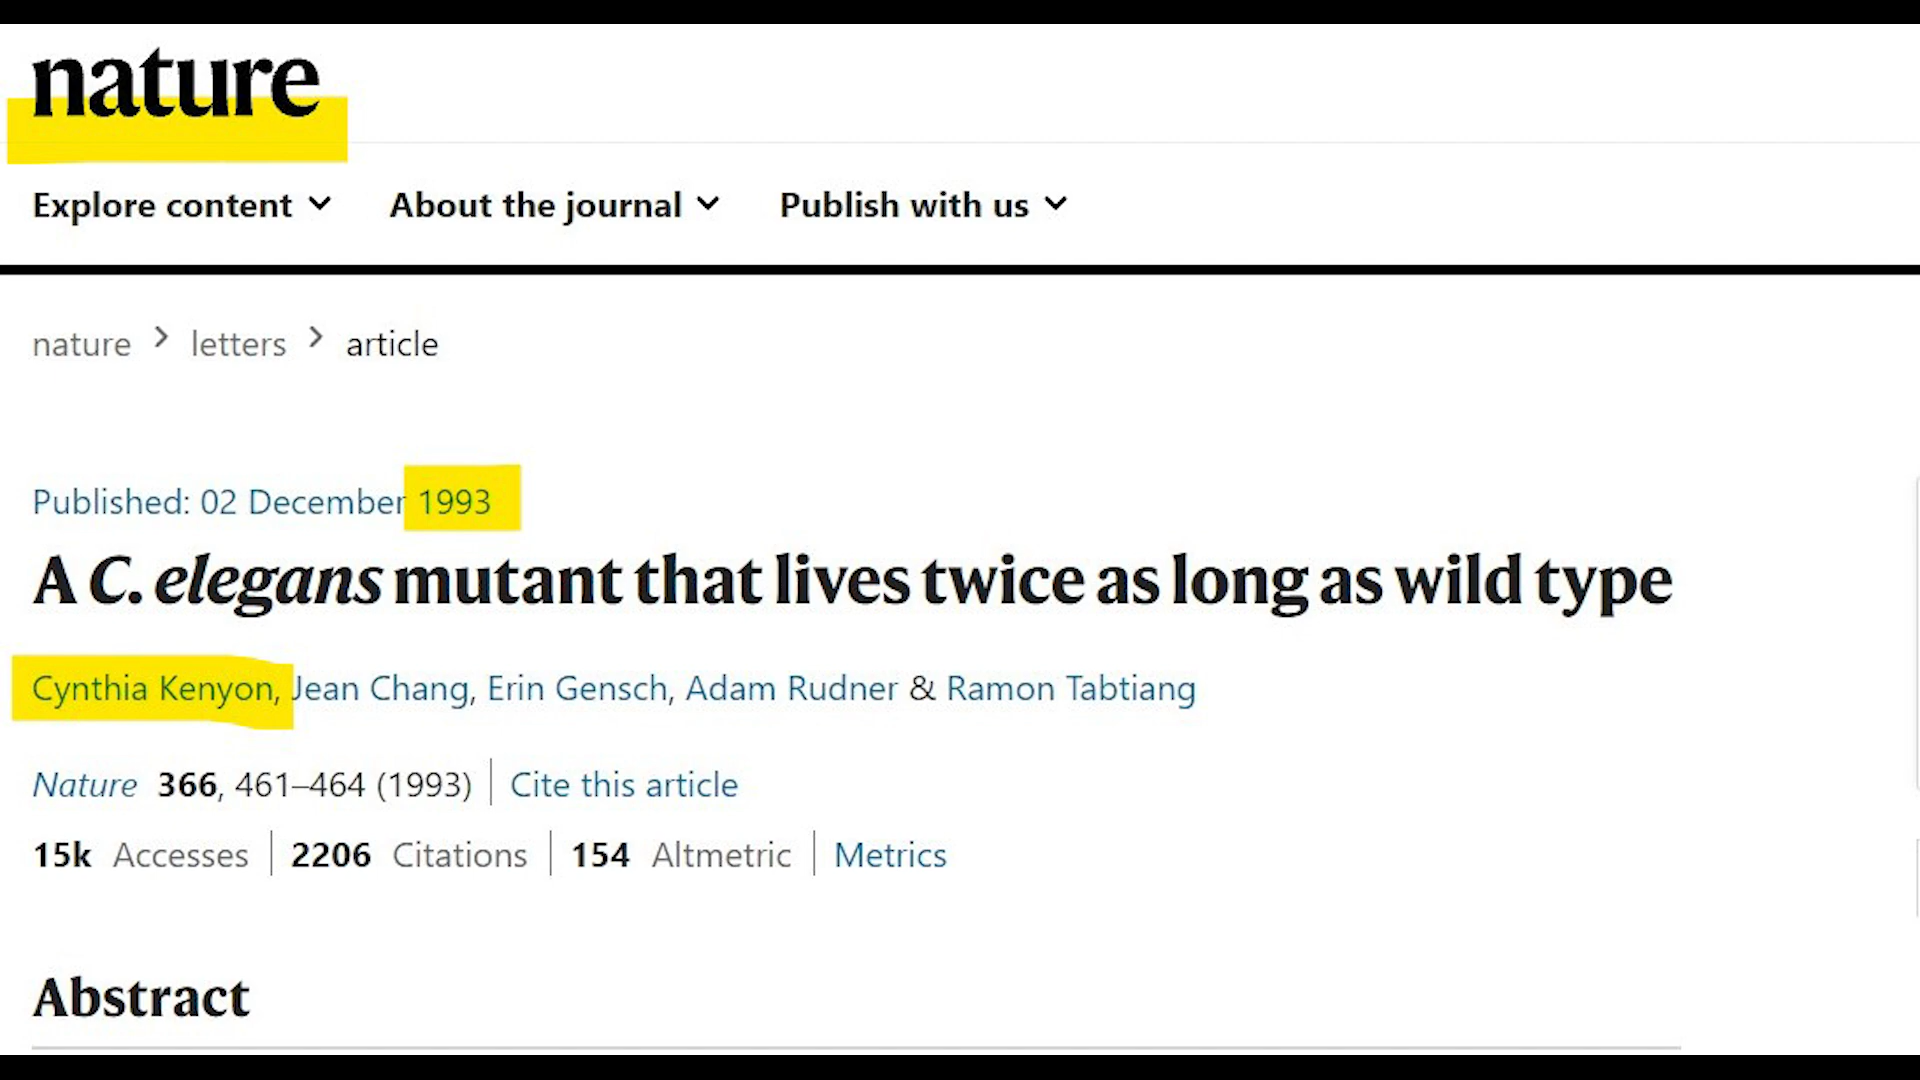 nature
Explore content About the journal Publish with us
nature > letters > article
Published: 02 December 1993
A C. elegans mutant that lives twice as long as wild type
Cynthia Kenyon, Jean Chang, Erin Gensch, Adam Rudner & Ramon Tabtiang
Nature 366, 461–464 (1993) | Cite this article
15k Accesses | 2206 Citations | 154 Altmetric | Metrics
Abstract